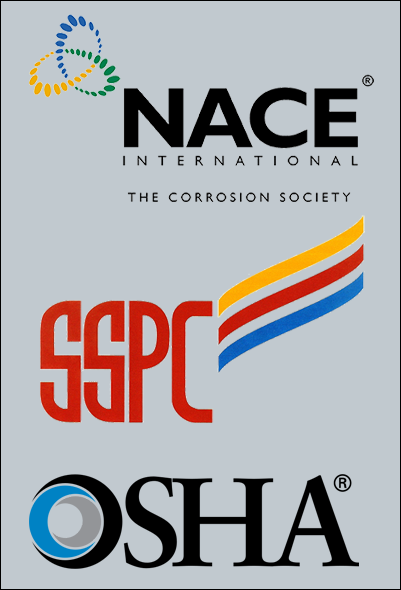 NACE®
INTERNATIONAL
THE CORROSION SOCIETY
SSPC
OSHA®